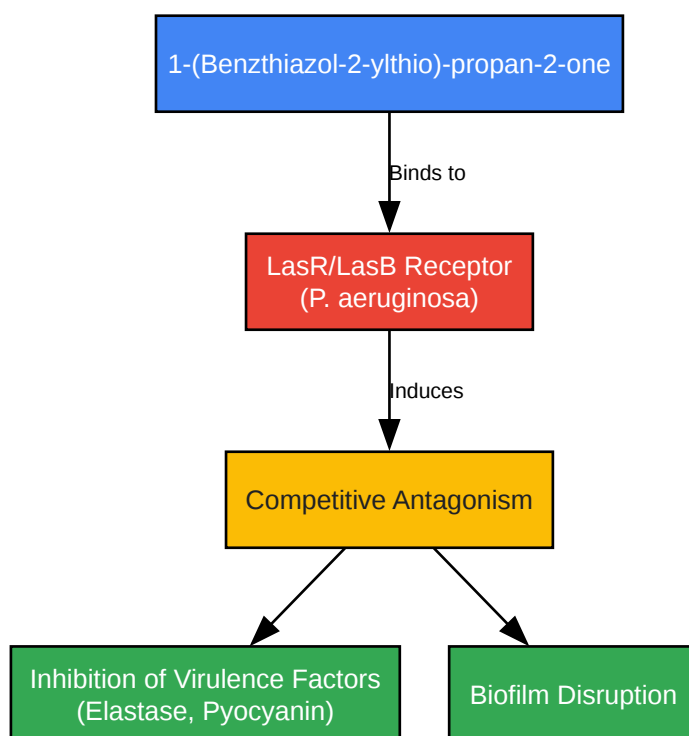 1-(Benzthiazol-2-ylthio)-propan-2-one
Binds to
LasR/LasB Receptor
(P. aeruginosa)
Induces
Competitive Antagonism
Inhibition of Virulence Factors
(Elastase, Pyocyanin)
Biofilm Disruption